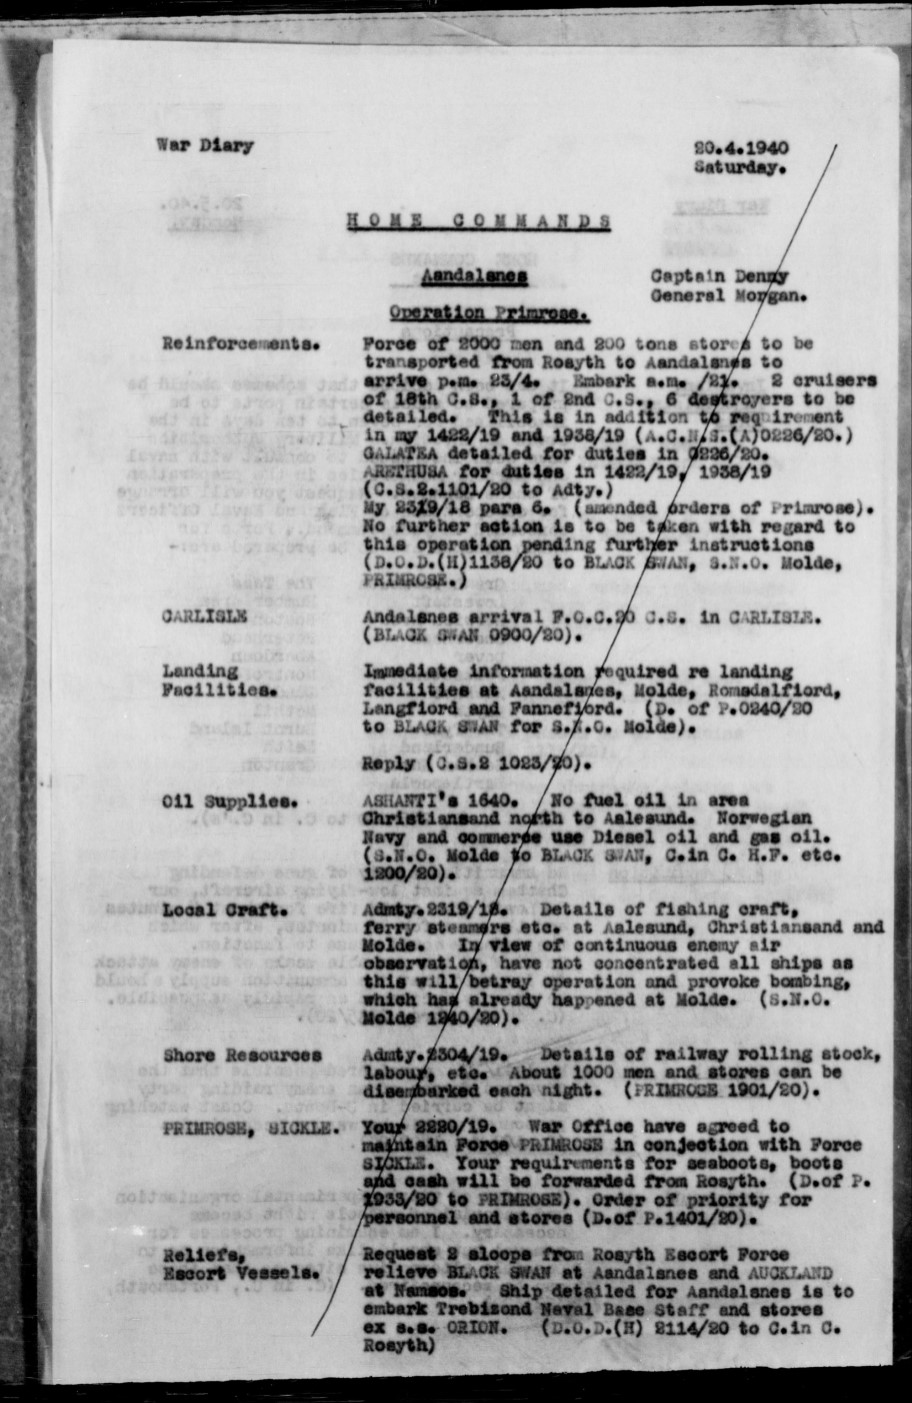 War Diary
20.4.1940
Saturday.
HOME COMMANDS
Aandalsnes
Captain Denny
General Morgan.
Operation Primrose.
Reinforcements.
Force of 2000 men and 200 tons stores to be
transported from Rosyth to Aandalsnes to
arrive p.m. 23/4. Embark a.m. /21. 2 cruisers
of 18th C.S., 1 of 2nd C.S., 6 destroyers to be
detailed. This is in addition to requirement
in my 1422/19 and 1938/19 (A.C.N.S.(A)0226/20.)
GALATEA detailed for duties in 0226/20.
ARETHUSA for duties in 1422/19, 1938/19
(C.S.2.1101/20 to Adty.)
My 2319/18 para 6. (amended orders of Primrose).
No further action is to be taken with regard to
this operation pending further instructions
(D.O.D.(H)1138/20 to BLACK SWAN, S.N.O. Molde,
PRIMROSE.)
CARLISLE
Andalsnes arrival F.O.C.20 C.S. in CARLISLE.
(BLACK SWAN 0900/20).
Landing
Facilities.
Immediate information required re landing
facilities at Aandalsnes, Molde, Romsdalfiord,
Langfiord and Fannefiord. (D. of P.0240/20
to BLACK SWAN for S.N.O. Molde).
Reply (C.S.2 1023/20).
Oil Supplies.
ASHANTI's 1640. No fuel oil in area
Christiansand north to Aalesund. Norwegian
Navy and commerse use Diesel oil and gas oil.
(S.N.O. Molde to BLACK SWAN, C.in C. H.F. etc.
1200/20).
Local Craft.
Admty.2319/18. Details of fishing craft,
ferry steamers etc. at Aalesund, Christiansand and
Molde. In view of continuous enemy air
observation, have not concentrated all ships as
this will betray operation and provoke bombing,
which has already happened at Molde. (S.N.O.
Molde 1240/20).
Shore Resources
Admty.2304/19. Details of railway rolling stock,
labour, etc. About 1000 men and stores can be
disembarked each night. (PRIMROSE 1901/20).
PRIMROSE, SICKLE.
Your 2220/19. War Office have agreed to
maintain Force PRIMROSE in conjection with Force
SICKLE. Your requirements for seaboots, boots
and cash will be forwarded from Rosyth. (D.of P.
1933/20 to PRIMROSE). Order of priority for
personnel and stores (D.of P.1401/20).
Reliefs,
Escort Vessels.
Request 2 sloops from Rosyth Escort Force
relieve BLACK SWAN at Aandalsnes and AUCKLAND
at Namsos. Ship detailed for Aandalsnes is to
embark Trebizond Naval Base Staff and stores
ex s.s. ORION. (D.O.D.(H) 2114/20 to C.in C.
Rosyth)